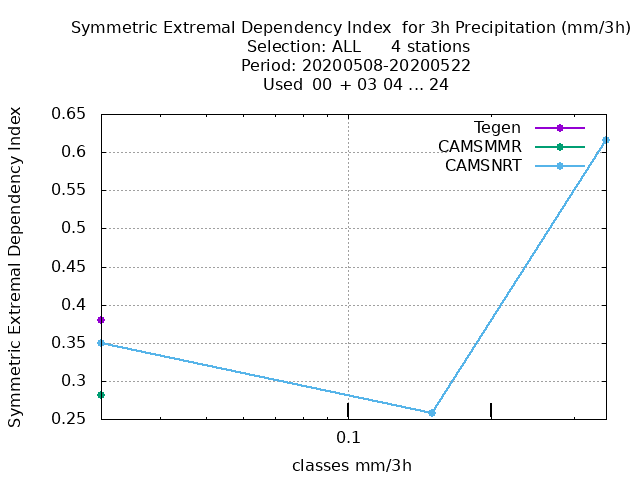 Symmetric Extremal Dependency Index  for 3h Precipitation (mm/3h)
Selection: ALL      4 stations
Period: 20200508-20200522
Used  00 + 03 04 ... 24
Symmetric Extremal Dependency Index
0.65
0.6
0.55
0.5
0.45
0.4
0.35
0.3
0.25
Tegen
CAMSMMR
CAMSNRT
0.1
classes mm/3h